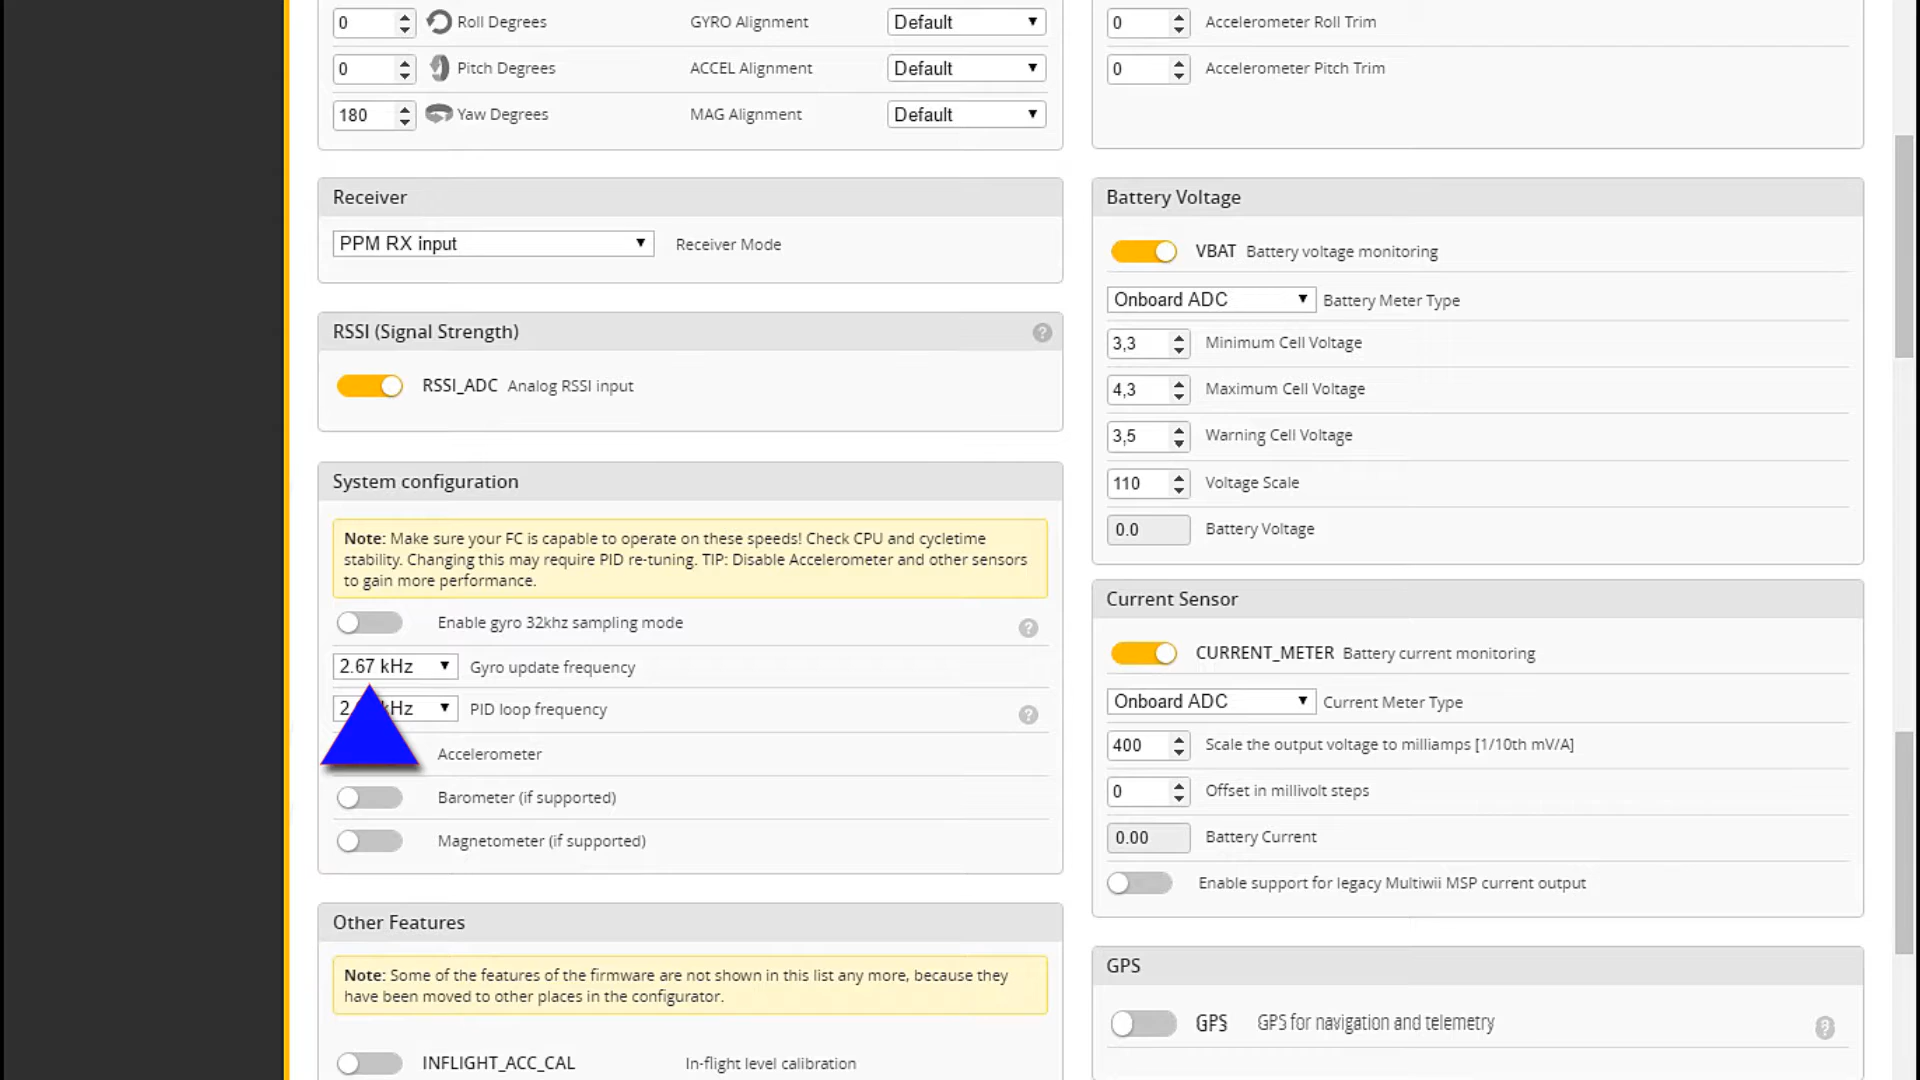 0 Roll Degrees GYRO Alignment Default
0 Pitch Degrees ACCEL Alignment Default
180 Yaw Degrees MAG Alignment Default
0 Accelerometer Roll Trim
0 Accelerometer Pitch Trim
Receiver
PPM RX input Receiver Mode
RSSI (Signal Strength) ?
RSSI_ADC Analog RSSI input
System configuration
Note: Make sure your FC is capable to operate on these speeds! Check CPU and cycletime
stability. Changing this may require PID re-tuning. TIP: Disable Accelerometer and other sensors
to gain more performance.
Enable gyro 32khz sampling mode ?
2.67 kHz Gyro update frequency
kHz PID loop frequency ?
Accelerometer
Barometer (if supported)
Magnetometer (if supported)
Other Features
Note: Some of the features of the firmware are not shown in this list any more, because they
have been moved to other places in the configurator.
INFLIGHT_ACC_CAL In-flight level calibration
Battery Voltage
VBAT Battery voltage monitoring
Onboard ADC Battery Meter Type
3,3 Minimum Cell Voltage
4,3 Maximum Cell Voltage
3,5 Warning Cell Voltage
110 Voltage Scale
0.0 Battery Voltage
Current Sensor
CURRENT_METER Battery current monitoring
Onboard ADC Current Meter Type
400 Scale the output voltage to milliamps [1/10th mV/A]
0 Offset in millivolt steps
0.00 Battery Current
Enable support for legacy Multiwii MSP current output
GPS
GPS GPS for navigation and telemetry ?